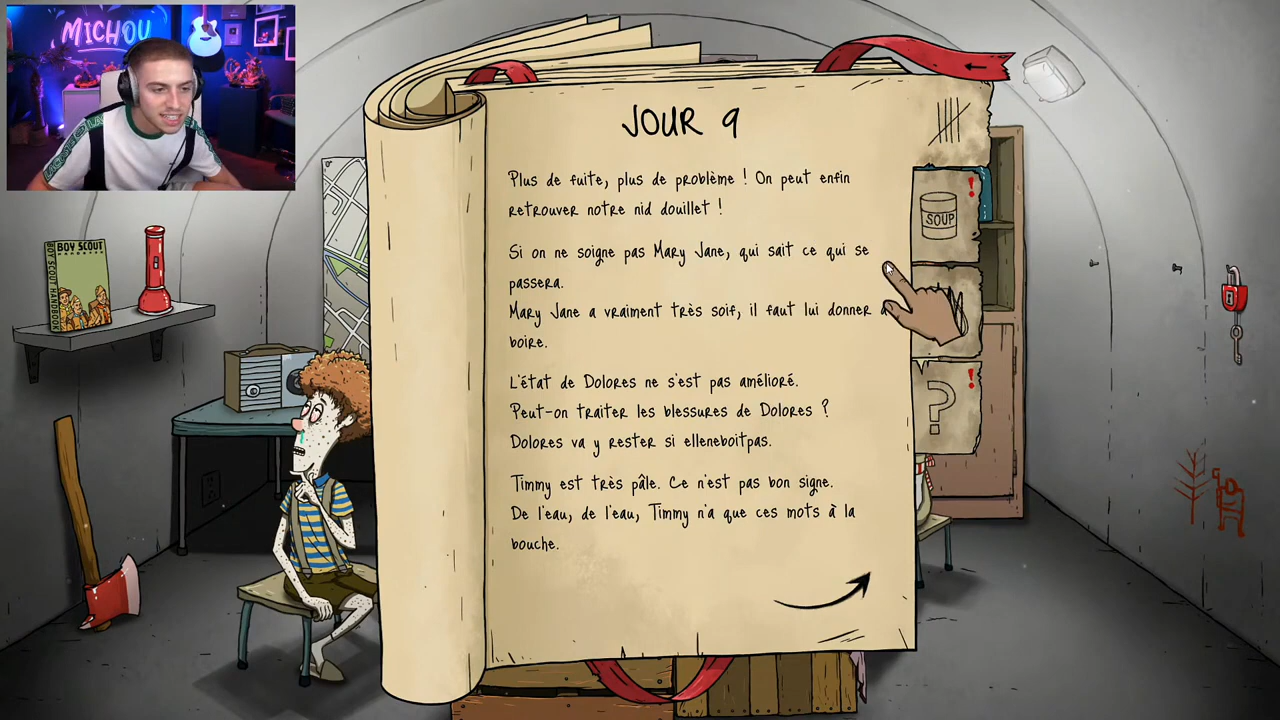 MICHOU
LACOSTE
JOUR 9
Plus de fuite, plus de problème ! On peut enfin
retrouver notre nid douillet !
Si on ne soigne pas Mary Jane, qui sait ce qui se
passera.
Mary Jane a vraiment très soif, il faut lui donner à
boire.
L'état de Dolores ne s'est pas amélioré.
Peut-on traiter les blessures de Dolores ?
Dolores va y rester si elleneboitpas.
Timmy est très pâle. Ce n'est pas bon signe.
De l'eau, de l'eau, Timmy n'a que ces mots à la
bouche.
!
SOUP
!
?
BOY SCOUT
BOY SCOUT HANDBOOK